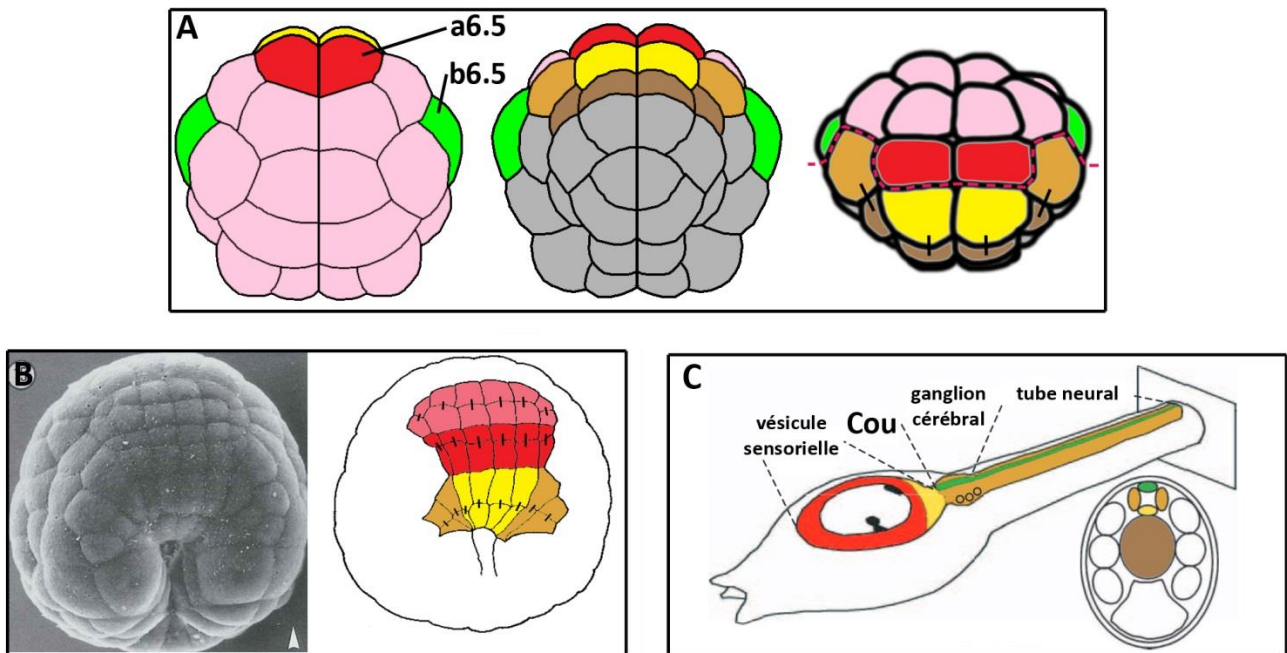 A
a6.5
b6.5
B
C
vésicule
sensorielle
Cou
ganglion
cérébral
tube neural